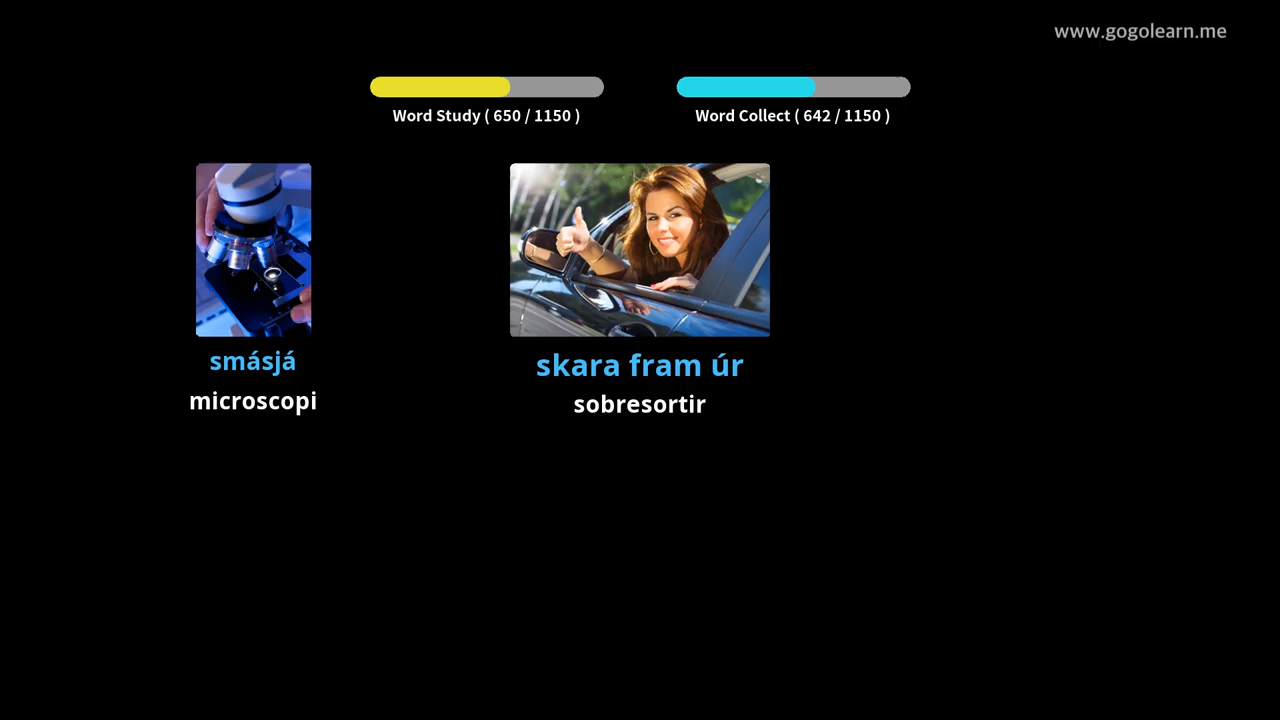 www.gogolearn.me
Word Study ( 650 / 1150 )
Word Collect ( 642 / 1150 )
smásjá
microscopi
skara fram úr
sobresortir